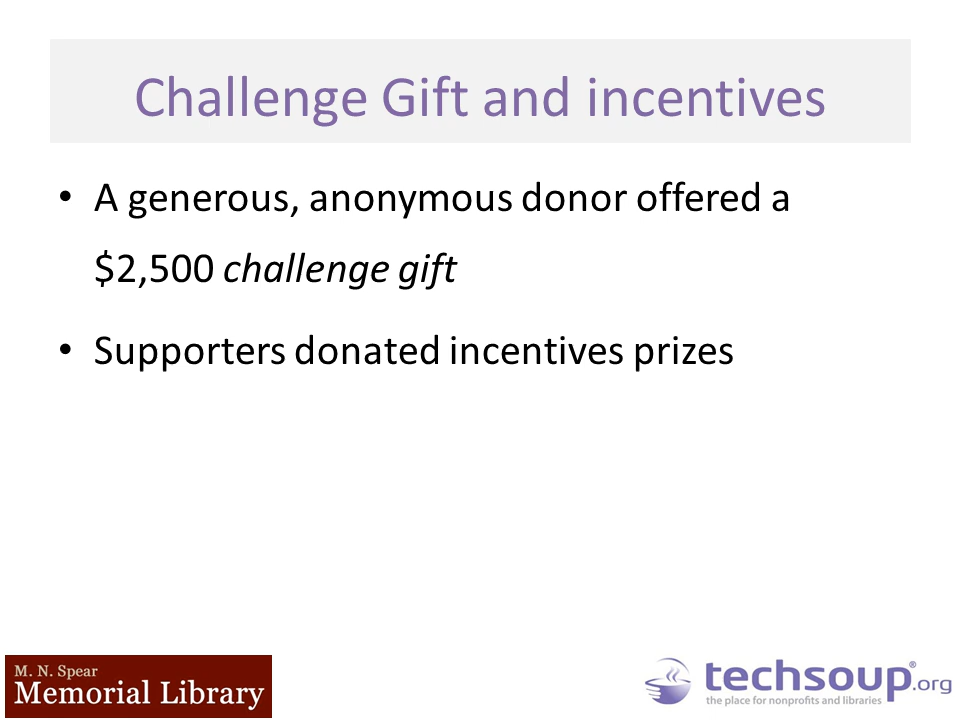 Challenge Gift and incentives
• A generous, anonymous donor offered a
$2,500 challenge gift
• Supporters donated incentives prizes
M. N. Spear
Memorial Library
techsoup®.org
the place for nonprofits and libraries